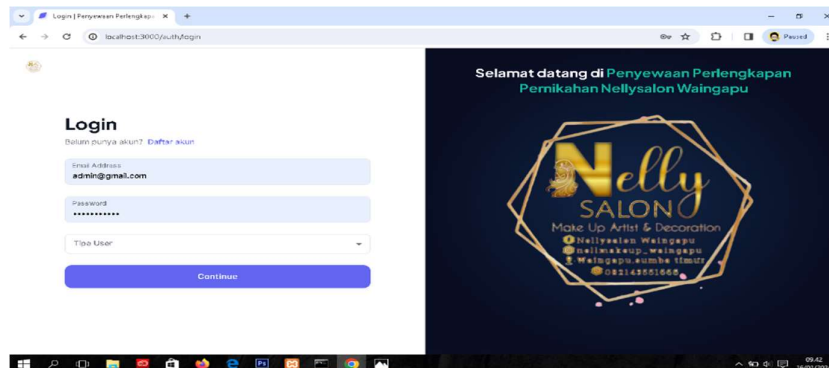 Login | Penyewaan Perlengkap
localhost:3000/auth/login
Paused
Selamat datang di Penyewaan Perlengkapan
Pernikahan Nellysalon Waingapu
Login
Belum punya akun? Daftar akun
Email Address
admin@gmail.com
Password
Tipe User
Continue
Nelly
SALON
Make Up Artist & Decoration
Nellysalon Waingapu
nellmakeup_waingapu
Waingapu.sumba timur
09.42